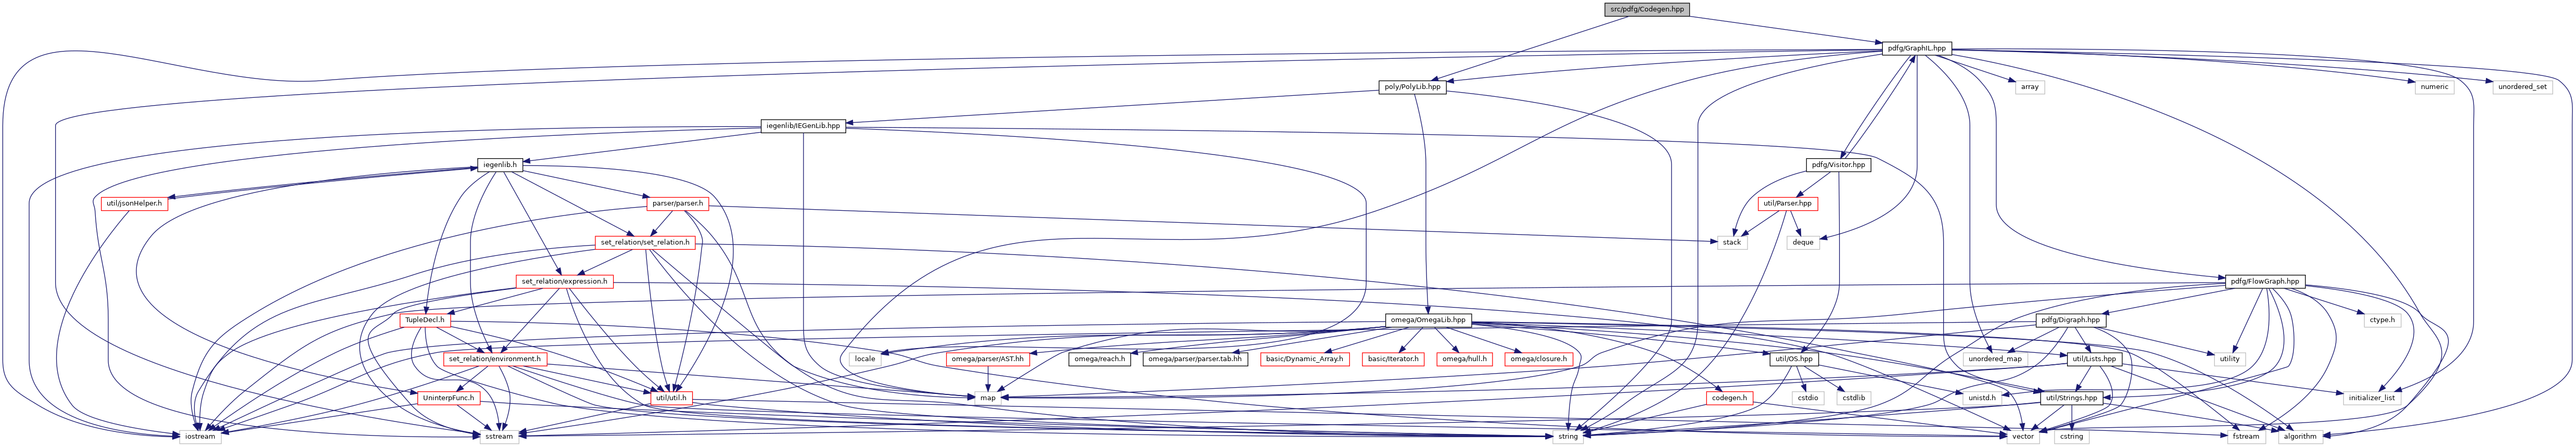 src/pdfg/Codegen.hpp
pdfg/GraphIL.hpp
poly/PolyLib.hpp
array
numeric
unordered_set
iegenlib/IEGenLib.hpp
iegenlib.h
pdfg/Visitor.hpp
util/jsonHelper.h
parser/parser.h
util/Parser.hpp
set_relation/set_relation.h
stack
deque
set_relation/expression.h
pdfg/FlowGraph.hpp
TupleDecl.h
omega/OmegaLib.hpp
pdfg/Digraph.hpp
ctype.h
set_relation/environment.h
locale
omega/parser/AST.hh
omega/reach.h
omega/parser/parser.tab.hh
basic/Dynamic_Array.h
basic/Iterator.h
omega/hull.h
omega/closure.h
util/OS.hpp
unordered_map
util/Lists.hpp
utility
UninterpFunc.h
util/util.h
map
codegen.h
cstdio
cstdlib
unistd.h
util/Strings.hpp
initializer_list
iostream
sstream
string
vector
cstring
fstream
algorithm